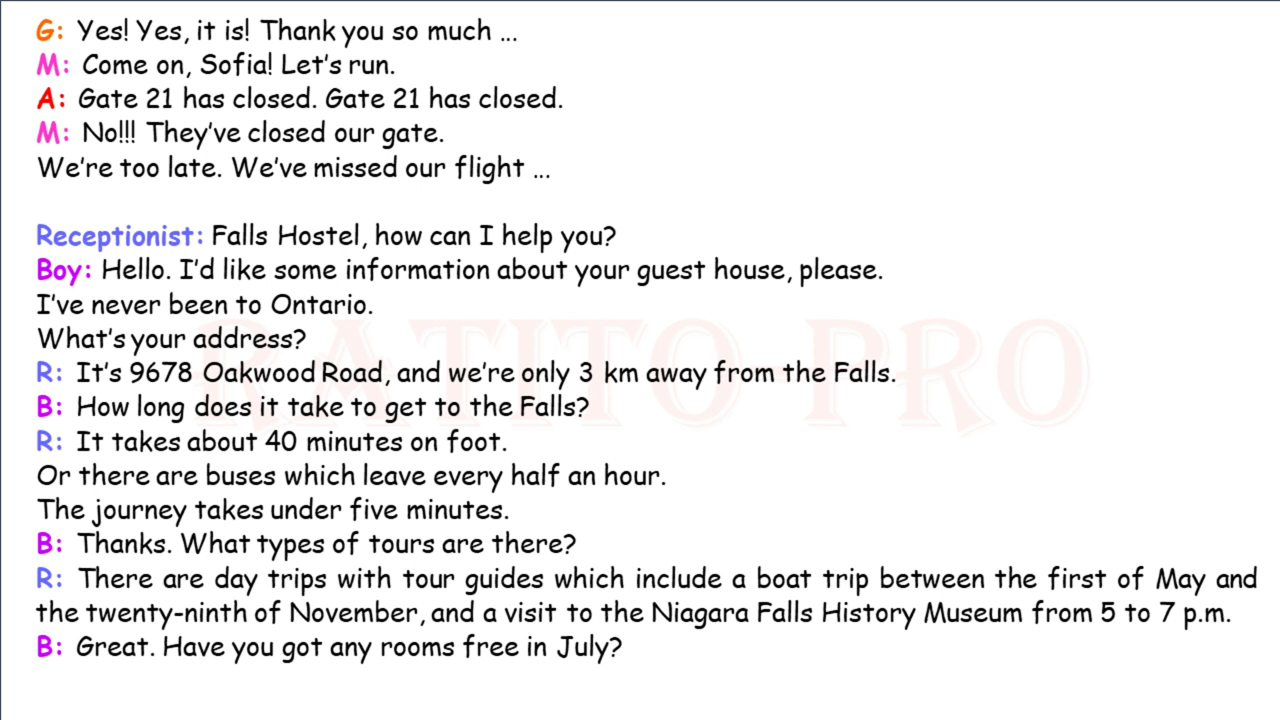 G: Yes! Yes, it is! Thank you so much ...
M: Come on, Sofia! Let's run.
A: Gate 21 has closed. Gate 21 has closed.
M: No!!! They've closed our gate.
We're too late. We've missed our flight ...
Receptionist: Falls Hostel, how can I help you?
Boy: Hello. I'd like some information about your guest house, please.
I've never been to Ontario.
What's your address?
R: It's 9678 Oakwood Road, and we're only 3 km away from the Falls.
B: How long does it take to get to the Falls?
R: It takes about 40 minutes on foot.
Or there are buses which leave every half an hour.
The journey takes under five minutes.
B: Thanks. What types of tours are there?
R: There are day trips with tour guides which include a boat trip between the first of May and
the twenty-ninth of November, and a visit to the Niagara Falls History Museum from 5 to 7 p.m.
B: Great. Have you got any rooms free in July?
RATITO-PRO